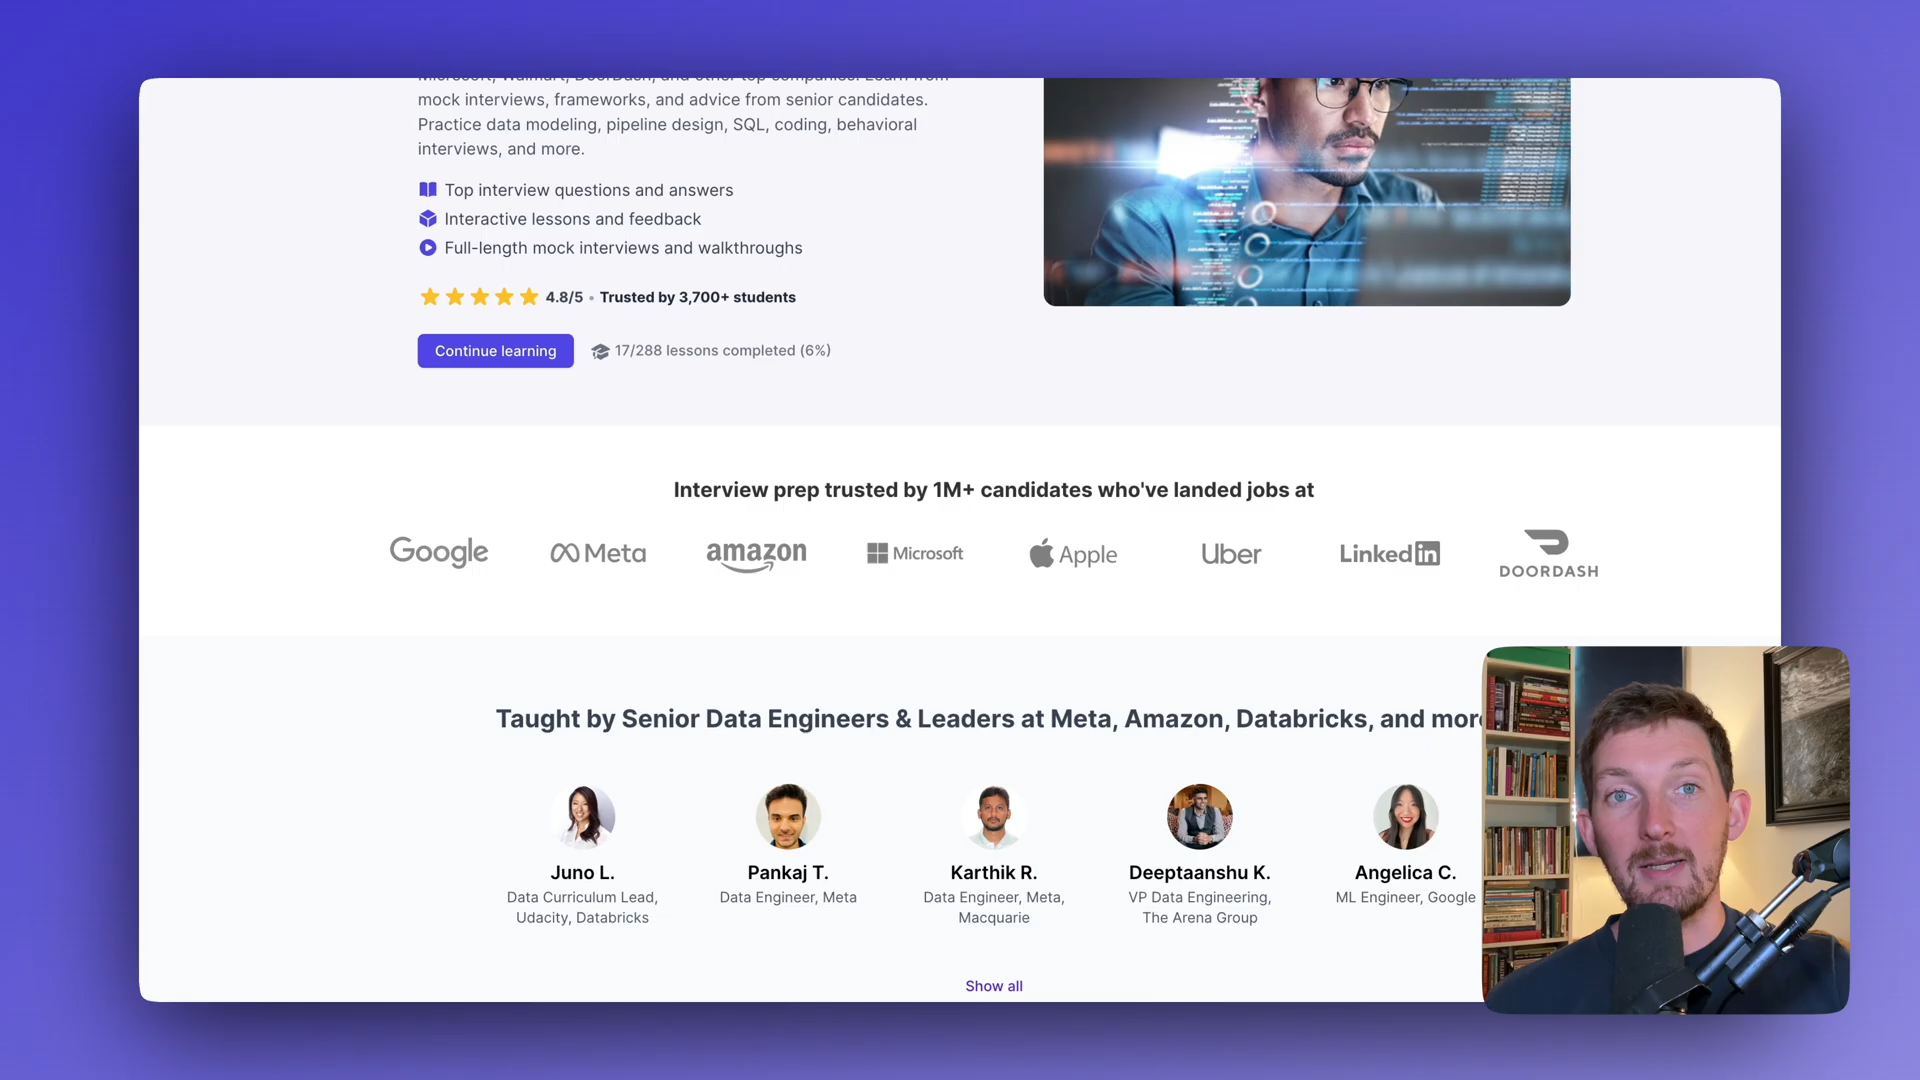 Microsoft, Walmart, DoorDash, and other top companies. Learn from
mock interviews, frameworks, and advice from senior candidates.
Practice data modeling, pipeline design, SQL, coding, behavioral
interviews, and more.
Top interview questions and answers
Interactive lessons and feedback
Full-length mock interviews and walkthroughs
4.8/5 • Trusted by 3,700+ students
Continue learning
17/288 lessons completed (6%)
Interview prep trusted by 1M+ candidates who've landed jobs at
Google
Meta
amazon
Microsoft
Apple
Uber
Linkedin
DOORDASH
Taught by Senior Data Engineers & Leaders at Meta, Amazon, Databricks, and more
Juno L.
Data Curriculum Lead,
Udacity, Databricks
Pankaj T.
Data Engineer, Meta
Karthik R.
Data Engineer, Meta,
Macquarie
Deeptaanshu K.
VP Data Engineering,
The Arena Group
Angelica C.
ML Engineer, Google
Show all